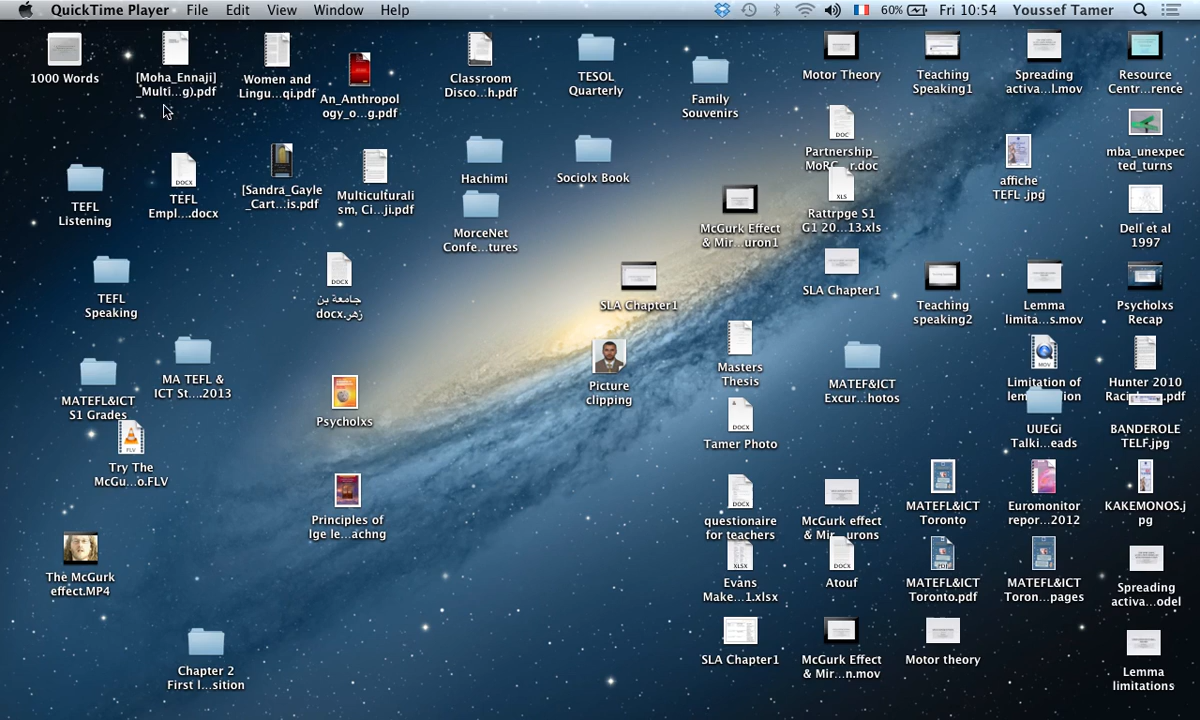 QuickTime Player File Edit View Window Help 60% Fri 10:54 Youssef Tamer
1000 Words
[Moha_Ennaji]
_Multi...g).pdf
Women and
Lingu...qi.pdf
An_Anthropol
ogy_o...g.pdf
Classroom
Disco...h.pdf
TESOL
Quarterly
Family
Souvenirs
Motor Theory
Teaching
Speaking1
Spreading
activa...l.mov
Resource
Centr...rence
TEFL
Listening
DOCX
TEFL
Empl....docx
[Sandra_Gayle
_Cart...is.pdf
Multiculturali
sm, Ci...ji.pdf
Hachimi
Sociolx Book
MorceNet
Confe...tures
DOC
Partnership_
MoRC...r.doc
XLS
Rattrpge S1
G1 20...13.xls
McGurk Effect
& Mir...uron1
affiche
TEFL .jpg
mba_unexpec
ted_turns
Dell et al
1997
TEFL
Speaking
DOCX
جامعة بن
زهر.docx
SLA Chapter1
SLA Chapter1
Teaching
speaking2
Lemma
limita...s.mov
Psycholxs
Recap
MATEFL&ICT
S1 Grades
MA TEFL &
ICT St....2013
Psycholxs
Picture
clipping
Masters
Thesis
MATEF&ICT
Excur...hotos
MOV
Limitation of
Hunter 2010
FLV
Try The
McGu...o.FLV
DOCX
Tamer Photo
UUEGi
Talki...eads
BANDEROLE
TELF.jpg
Principles of
lge le...achng
DOCX
questionaire
for teachers
McGurk effect
& Mir...urons
MATEFL&ICT
Toronto
Euromonitor
repor...2012
KAKEMONOS.j
pg
The McGurk
effect.MP4
XLSX
Evans
Make...1.xlsx
DOCX
Atouf
PDF
MATEFL&ICT
Toronto.pdf
MATEFL&ICT
Toron...pages
Spreading
activa...odel
Chapter 2
First l...sition
SLA Chapter1
McGurk Effect
& Mir...n.mov
Motor theory
Lemma
limitations